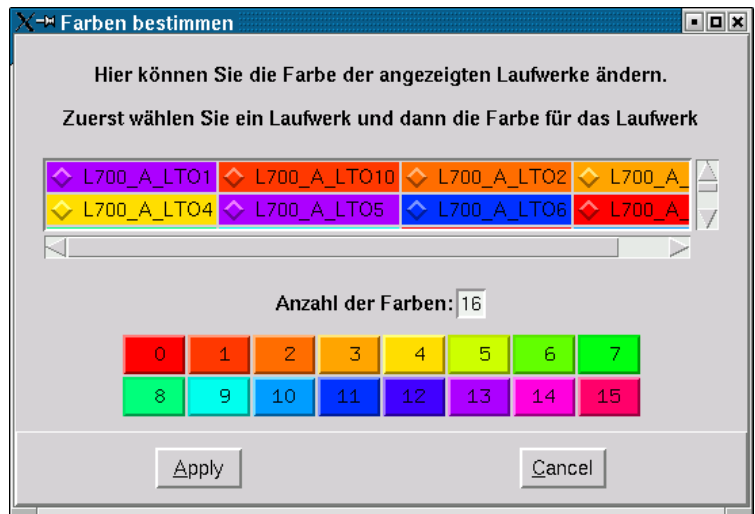 Farben bestimmen
Hier können Sie die Farbe der angezeigten Laufwerke ändern.
Zuerst wählen Sie ein Laufwerk und dann die Farbe für das Laufwerk
L700_A_LTO1 L700_A_LTO10 L700_A_LTO2 L700_A_
L700_A_LTO4 L700_A_LTO5 L700_A_LTO6 L700_A_
Anzahl der Farben: 16
0 1 2 3 4 5 6 7
8 9 10 11 12 13 14 15
Apply Cancel